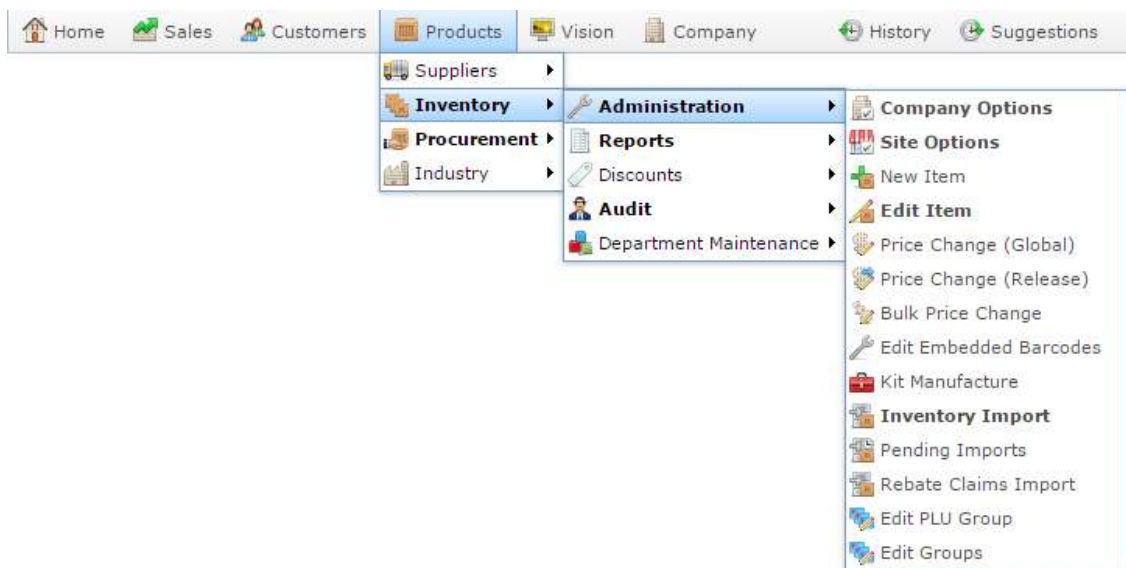 Home Sales Customers Products Vision Company History Suggestions
Suppliers
Inventory
Procurement
Industry
Administration
Reports
Discounts
Audit
Department Maintenance
Company Options
Site Options
New Item
Edit Item
Price Change (Global)
Price Change (Release)
Bulk Price Change
Edit Embedded Barcodes
Kit Manufacture
Inventory Import
Pending Imports
Rebate Claims Import
Edit PLU Group
Edit Groups